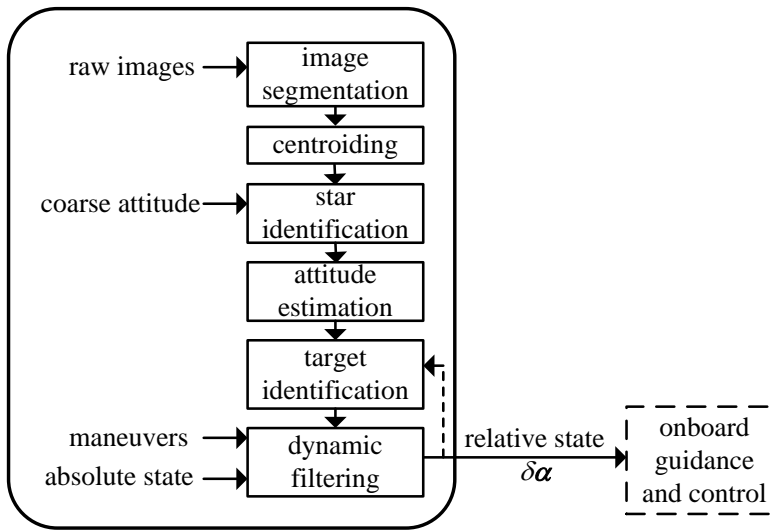 raw images
image
segmentation
centroiding
coarse attitude
star
identification
attitude
estimation
target
identification
maneuvers
absolute state
dynamic
filtering
relative state
δα
onboard
guidance
and control